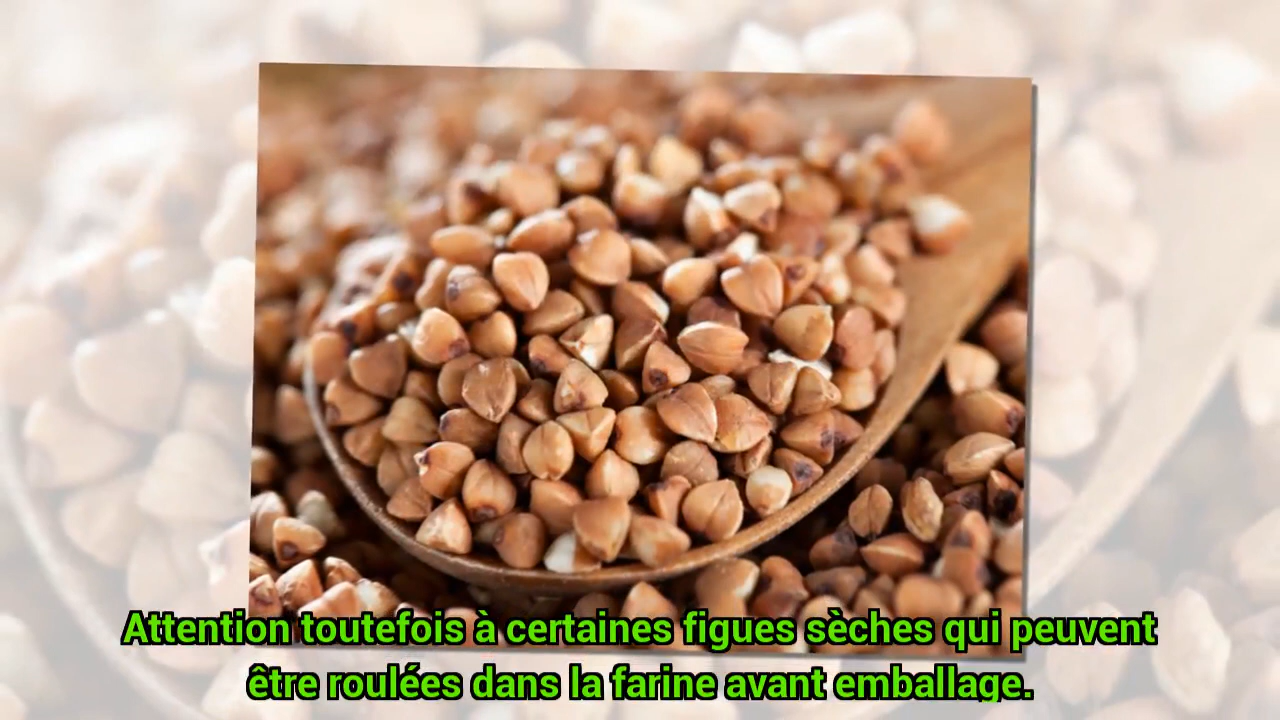 Attention toutefois à certaines figues sèches qui peuvent
être roulées dans la farine avant emballage.